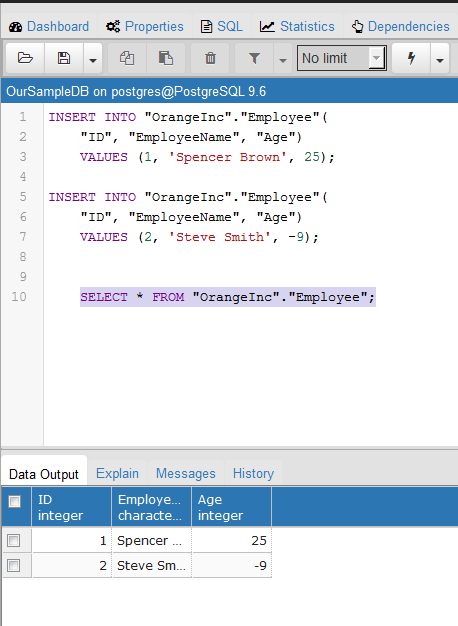 Dashboard Properties SQL Statistics Dependencies
No limit
OurSampleDB on postgres@PostgreSQL 9.6
1 INSERT INTO "OrangeInc"."Employee"(
2 "ID", "EmployeeName", "Age")
3 VALUES (1, 'Spencer Brown', 25);
4
5 INSERT INTO "OrangeInc"."Employee"(
6 "ID", "EmployeeName", "Age")
7 VALUES (2, 'Steve Smith', -9);
8
9
10 SELECT * FROM "OrangeInc"."Employee";
Data Output Explain Messages History
ID Employe... Age
integer characte... integer
1 Spencer ... 25
2 Steve Sm... -9